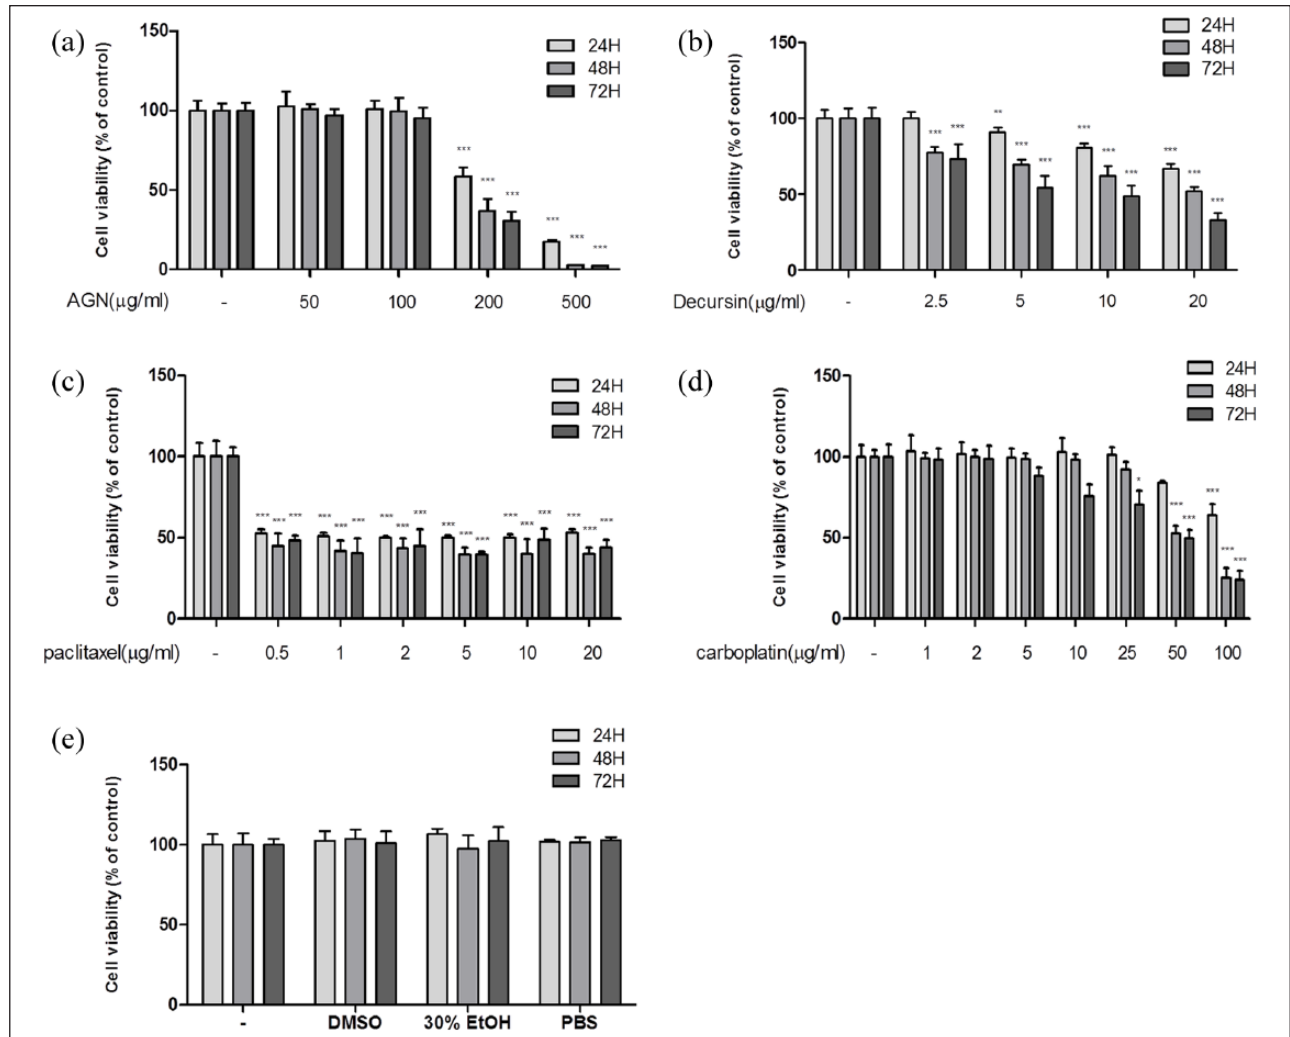 (a)
150
100
50
0
Cell viability (% of control)
24H
48H
72H
***
***
***
***
***
***
AGN(μg/ml)
- 50 100 200 500
(b)
150
100
50
0
Cell viability (% of control)
24H
48H
72H
*** ***
** *** ***
*** *** ***
*** *** ***
Decursin(μg/ml)
- 2.5 5 10 20
(c)
150
100
50
0
Cell viability (% of control)
24H
48H
72H
*** *** ***
*** *** ***
*** *** ***
*** *** ***
*** *** ***
*** *** ***
paclitaxel(μg/ml)
- 0.5 1 2 5 10 20
(d)
150
100
50
0
Cell viability (% of control)
24H
48H
72H
*
*** ***
*** *** ***
carboplatin(μg/ml)
- 1 2 5 10 25 50 100
(e)
150
100
50
0
Cell viability (% of control)
24H
48H
72H
- DMSO 30% EtOH PBS